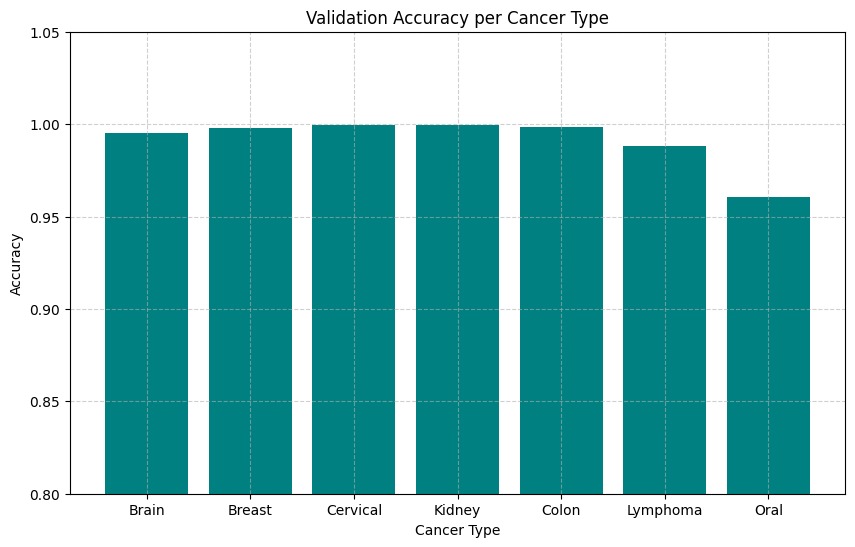 Validation Accuracy per Cancer Type
1.05
1.00
0.95
0.90
0.85
0.80
Accuracy
Brain Breast Cervical Kidney Colon Lymphoma Oral
Cancer Type